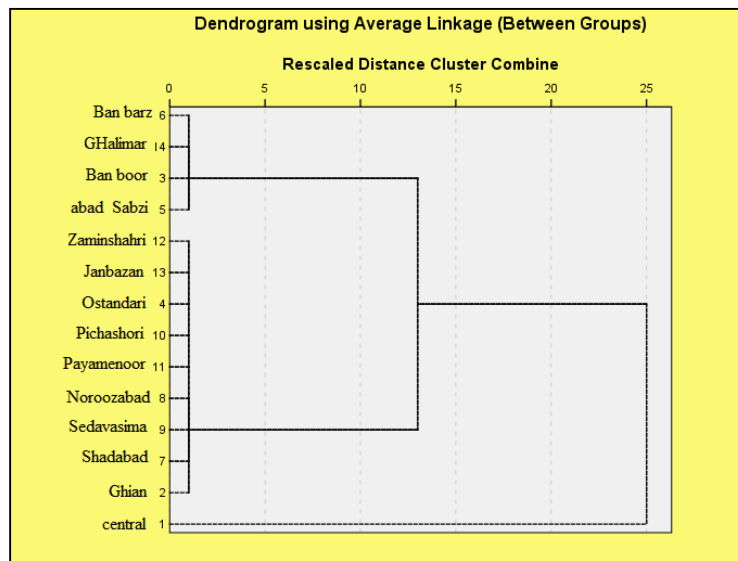 Dendrogram using Average Linkage (Between Groups)
Rescaled Distance Cluster Combine
0 5 10 15 20 25
Ban barz 6
GHalimar 14
Ban boor 3
abad Sabzi 5
Zaminshahri 12
Janbazan 13
Ostandari 4
Pichashori 10
Payamenoor 11
Noroozabad 8
Sedavasima 9
Shadabad 7
Ghian 2
central 1